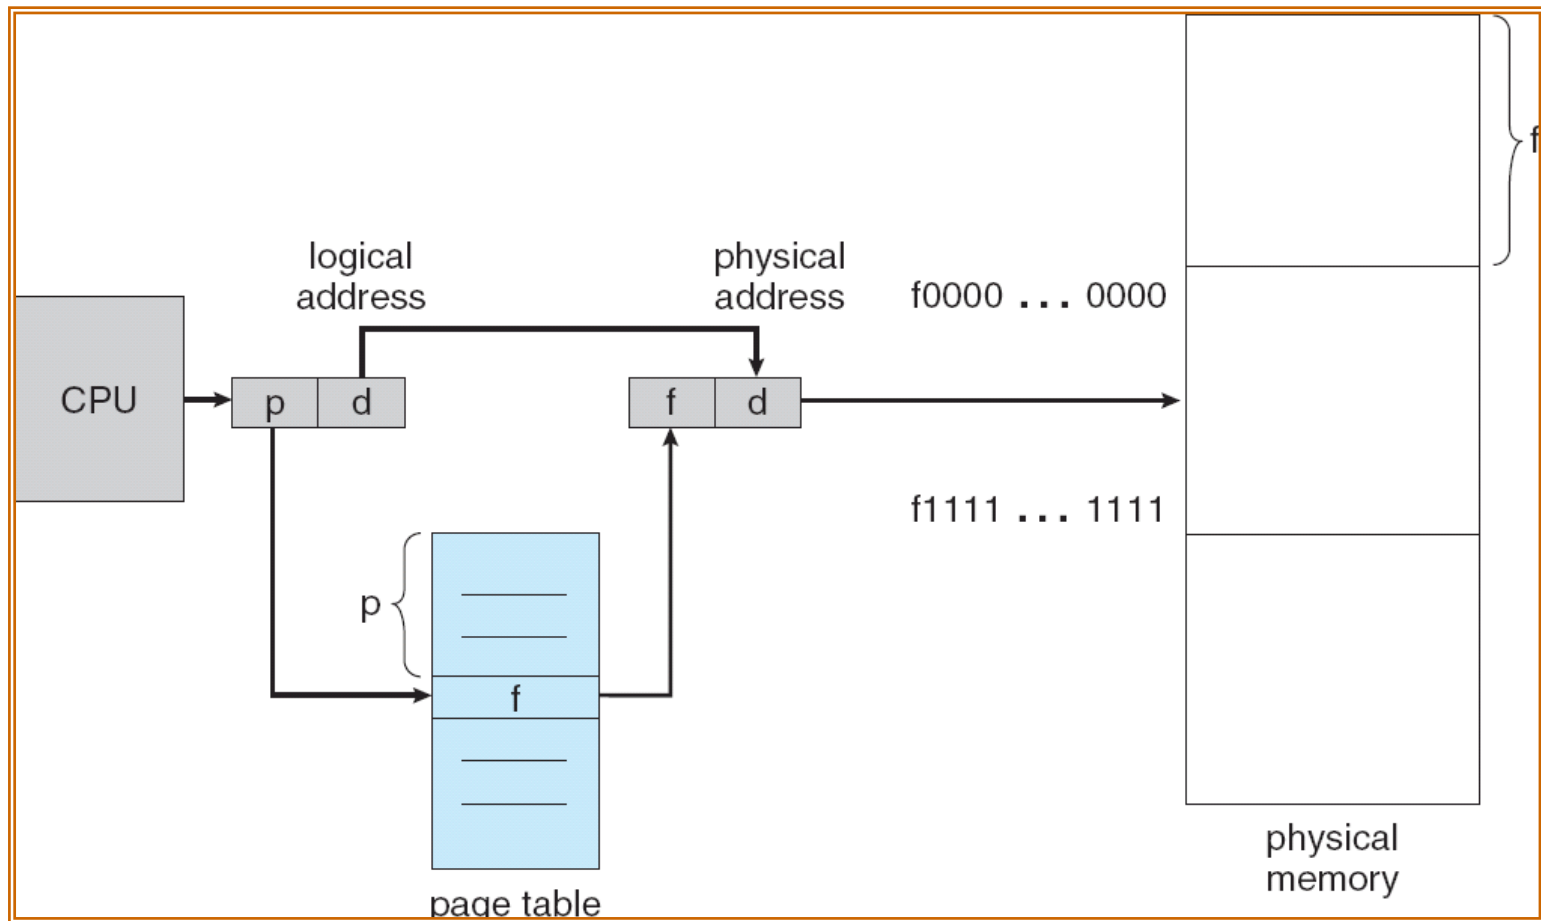 f
logical
address
physical
address
f0000 ... 0000
CPU
p
d
f
d
f1111 ... 1111
p
f
physical
memory
page table